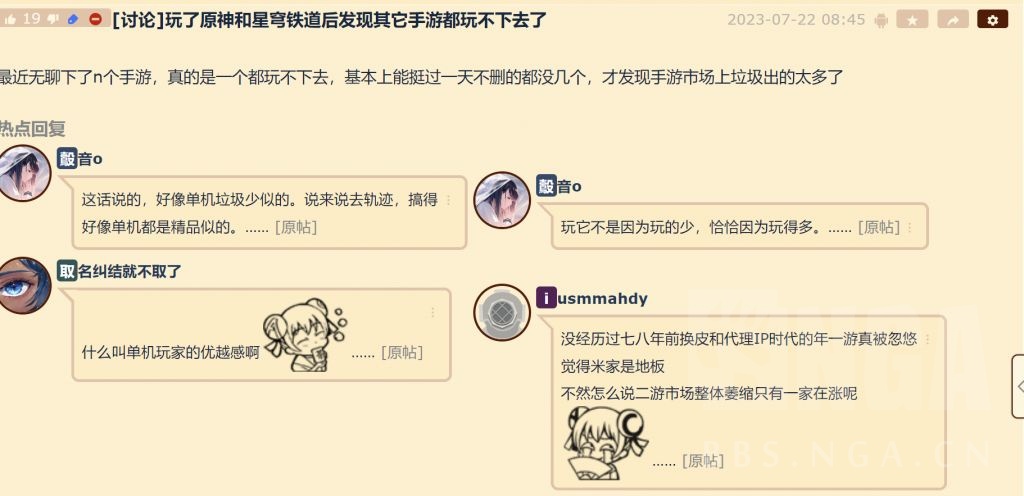 19 [讨论]玩了原神和星穹铁道后发现其它手游都玩不下去了 2023-07-22 08:45
最近无聊下了n个手游，真的是一个都玩不下去，基本上能挺过一天不删的都没几个，才发现手游市场上垃圾出的太多了
热点回复
毄音o
这话说的，好像单机垃圾少似的。说来说去轨迹，搞得
好像单机都是精品似的。...... [原帖]
毄音o
玩它不是因为玩的少，恰恰因为玩得多。...... [原帖]
取名纠结就不取了
什么叫单机玩家的优越感啊 ...... [原帖]
iusmmahdy
没经历过七八年前换皮和代理IP时代的年一游真被忽悠
觉得米家是地板
不然怎么说二游市场整体萎缩只有一家在涨呢
...... [原帖]
NGA
BBS.NGA.CN